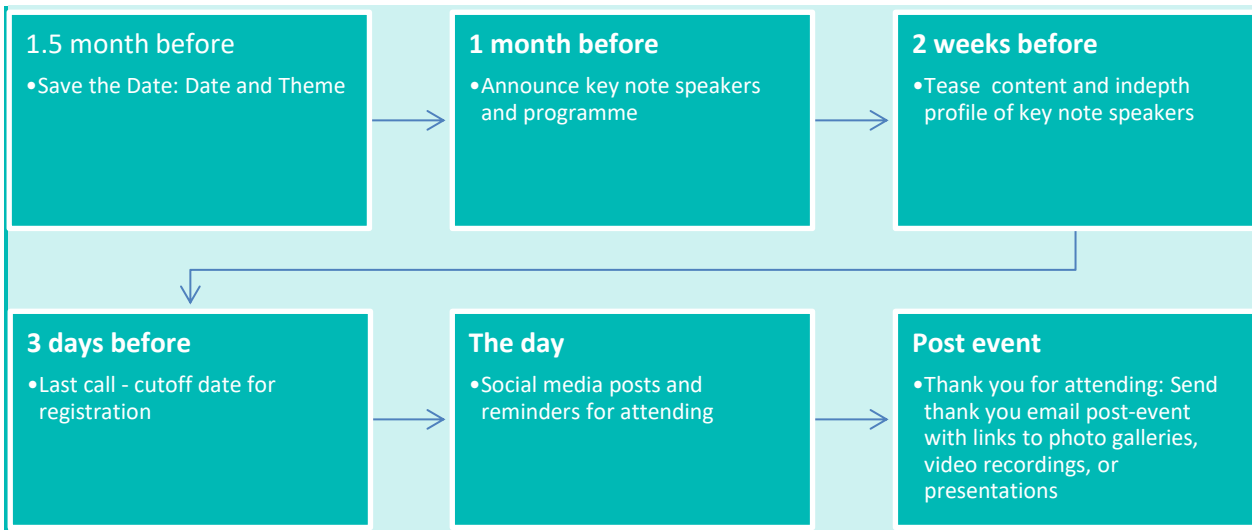 1.5 month before
•Save the Date: Date and Theme
1 month before
•Announce key note speakers
and programme
2 weeks before
•Tease content and indepth
profile of key note speakers
3 days before
•Last call - cutoff date for
registration
The day
•Social media posts and
reminders for attending
Post event
•Thank you for attending: Send
thank you email post-event
with links to photo galleries,
video recordings, or
presentations